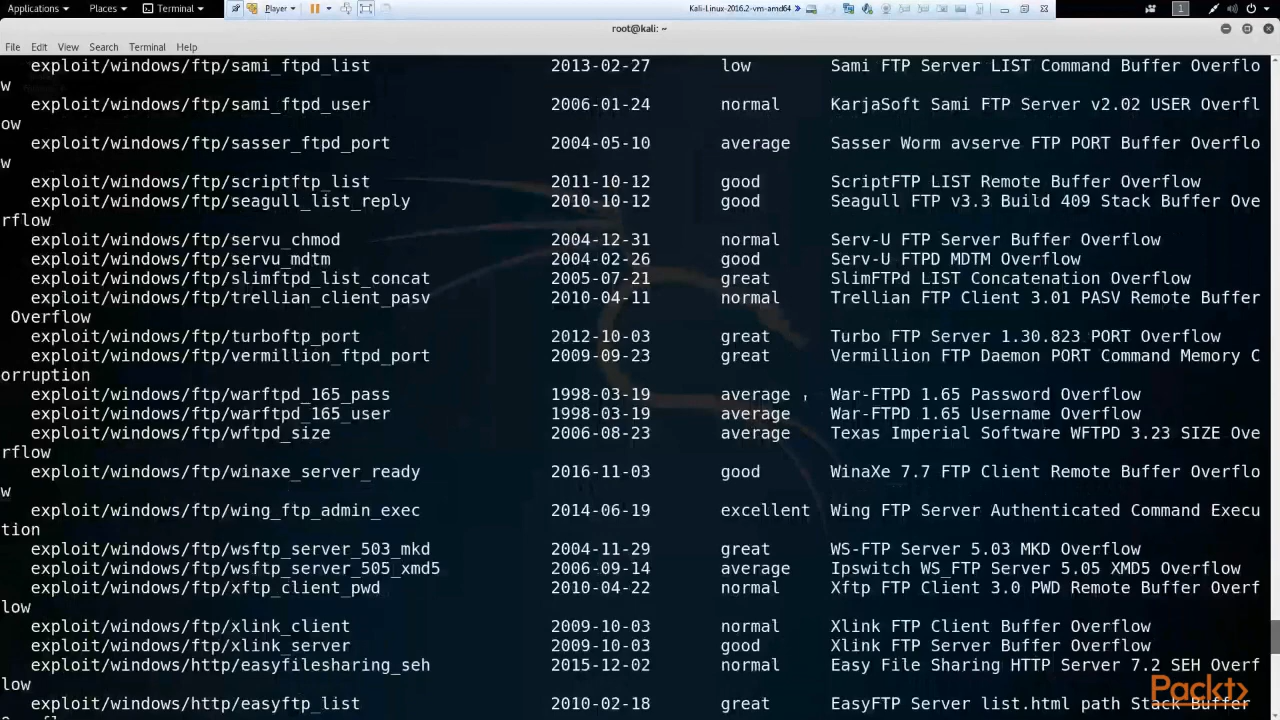 Applications Places Terminal Player Kali-Linux-2016.2-vm-amd64 1
root@kali: ~
File Edit View Search Terminal Help
exploit/windows/ftp/sami_ftpd_list 2013-02-27 low Sami FTP Server LIST Command Buffer Overflo
w
exploit/windows/ftp/sami_ftpd_user 2006-01-24 normal KarjaSoft Sami FTP Server v2.02 USER Overfl
ow
exploit/windows/ftp/sasser_ftpd_port 2004-05-10 average Sasser Worm avserve FTP PORT Buffer Overflo
w
exploit/windows/ftp/scriptftp_list 2011-10-12 good ScriptFTP LIST Remote Buffer Overflow
exploit/windows/ftp/seagull_list_reply 2010-10-12 good Seagull FTP v3.3 Build 409 Stack Buffer Ove
rflow
exploit/windows/ftp/servu_chmod 2004-12-31 normal Serv-U FTP Server Buffer Overflow
exploit/windows/ftp/servu_mdtm 2004-02-26 good Serv-U FTPD MDTM Overflow
exploit/windows/ftp/slimftpd_list_concat 2005-07-21 great SlimFTPd LIST Concatenation Overflow
exploit/windows/ftp/trellian_client_pasv 2010-04-11 normal Trellian FTP Client 3.01 PASV Remote Buffer
Overflow
exploit/windows/ftp/turboftp_port 2012-10-03 great Turbo FTP Server 1.30.823 PORT Overflow
exploit/windows/ftp/vermillion_ftpd_port 2009-09-23 great Vermillion FTP Daemon PORT Command Memory C
orruption
exploit/windows/ftp/warftpd_165_pass 1998-03-19 average War-FTPD 1.65 Password Overflow
exploit/windows/ftp/warftpd_165_user 1998-03-19 average War-FTPD 1.65 Username Overflow
exploit/windows/ftp/wftpd_size 2006-08-23 average Texas Imperial Software WFTPD 3.23 SIZE Ove
rflow
exploit/windows/ftp/winaxe_server_ready 2016-11-03 good WinaXe 7.7 FTP Client Remote Buffer Overflo
w
exploit/windows/ftp/wing_ftp_admin_exec 2014-06-19 excellent Wing FTP Server Authenticated Command Execu
tion
exploit/windows/ftp/wsftp_server_503_mkd 2004-11-29 great WS-FTP Server 5.03 MKD Overflow
exploit/windows/ftp/wsftp_server_505_xmd5 2006-09-14 average Ipswitch WS_FTP Server 5.05 XMD5 Overflow
exploit/windows/ftp/xftp_client_pwd 2010-04-22 normal Xftp FTP Client 3.0 PWD Remote Buffer Overf
low
exploit/windows/ftp/xlink_client 2009-10-03 normal Xlink FTP Client Buffer Overflow
exploit/windows/ftp/xlink_server 2009-10-03 good Xlink FTP Server Buffer Overflow
exploit/windows/http/easyfilesharing_seh 2015-12-02 normal Easy File Sharing HTTP Server 7.2 SEH Overf
low
exploit/windows/http/easyftp_list 2010-02-18 great EasyFTP Server list.html path Stack Buffer
Packt>